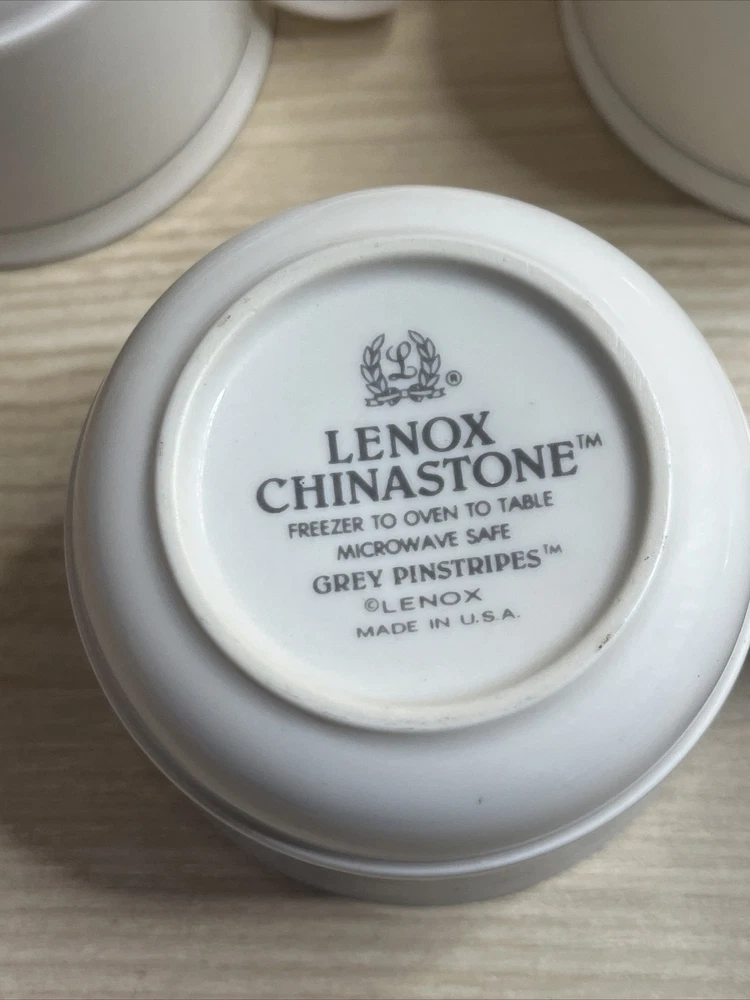 L ®
LENOX
CHINASTONE™
FREEZER TO OVEN TO TABLE
MICROWAVE SAFE
GREY PINSTRIPES™
©LENOX
MADE IN U.S.A.